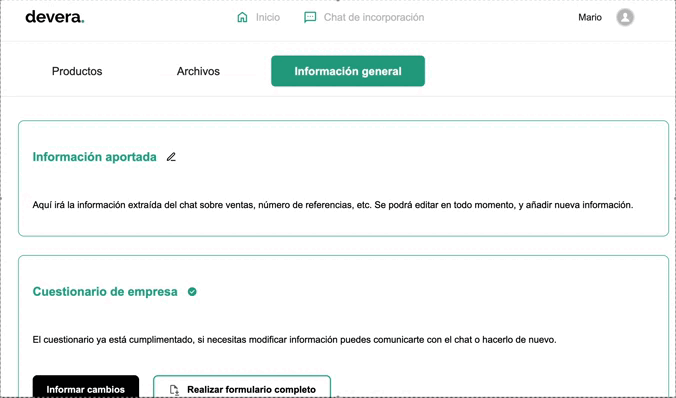 devera.
Inicio
Chat de incorporación
Mario
Productos
Archivos
Información general
Información aportada
Aquí irá la información extraída del chat sobre ventas, número de referencias, etc. Se podrá editar en todo momento, y añadir nueva información.
Cuestionario de empresa
El cuestionario ya está cumplimentado, si necesitas modificar información puedes comunicarte con el chat o hacerlo de nuevo.
Informar cambios
Realizar formulario completo